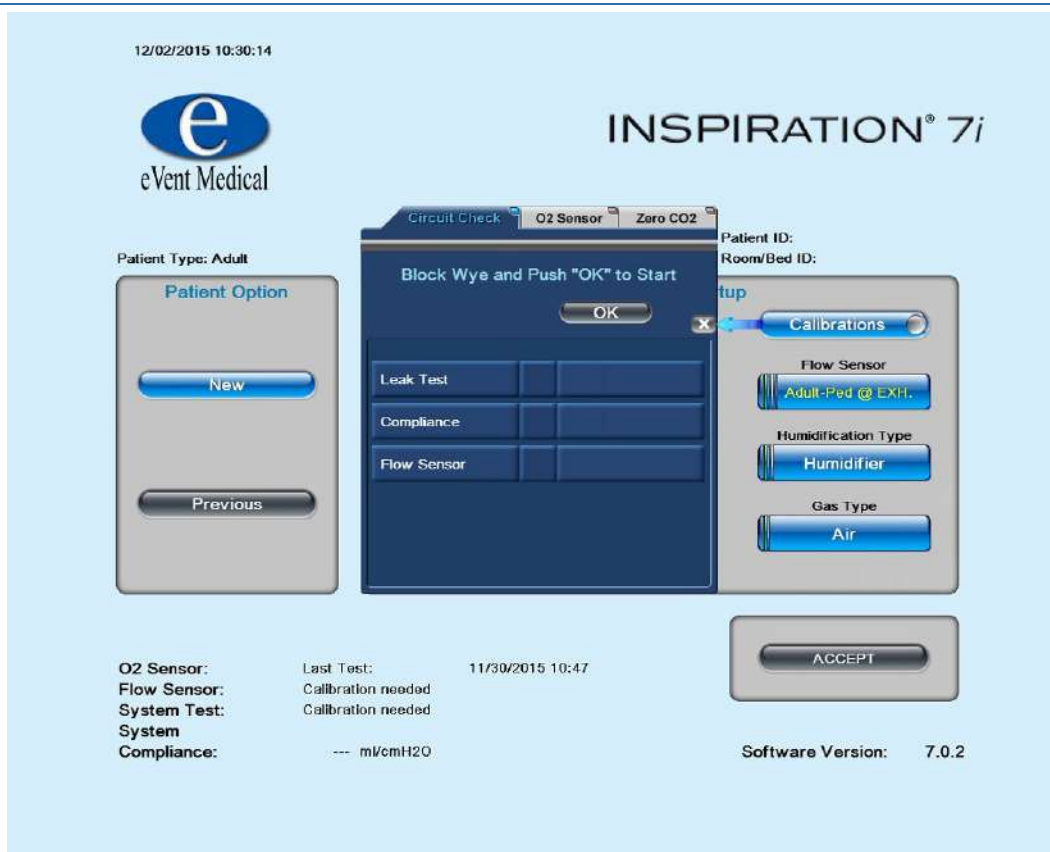 12/02/2015 10:30:14
e
eVent Medical
INSPIRATION® 7i
Circuit Check
O2 Sensor
Zero CO2
Patient ID:
Room/Bed ID:
Patient Type: Adult
Patient Option
New
Previous
Block Wye and Push "OK" to Start
OK
X
Leak Test
Compliance
Flow Sensor
tup
Calibrations
Flow Sensor
Adult-Ped @ EXH.
Humidification Type
Humidifier
Gas Type
Air
ACCEPT
O2 Sensor: Last Test: 11/30/2015 10:47
Flow Sensor: Calibration needed
System Test: Calibration needed
System
Compliance: --- ml/cmH2O
Software Version: 7.0.2